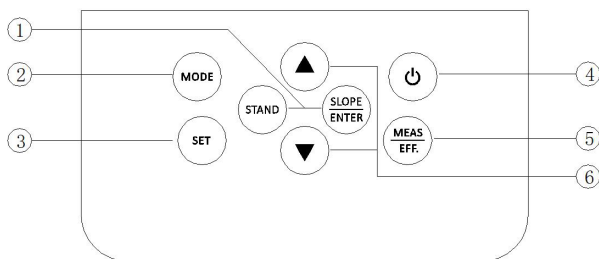 ①
② MODE ④
STAND SLOPE
ENTER
③ SET MEAS
EFF. ⑤
⑥